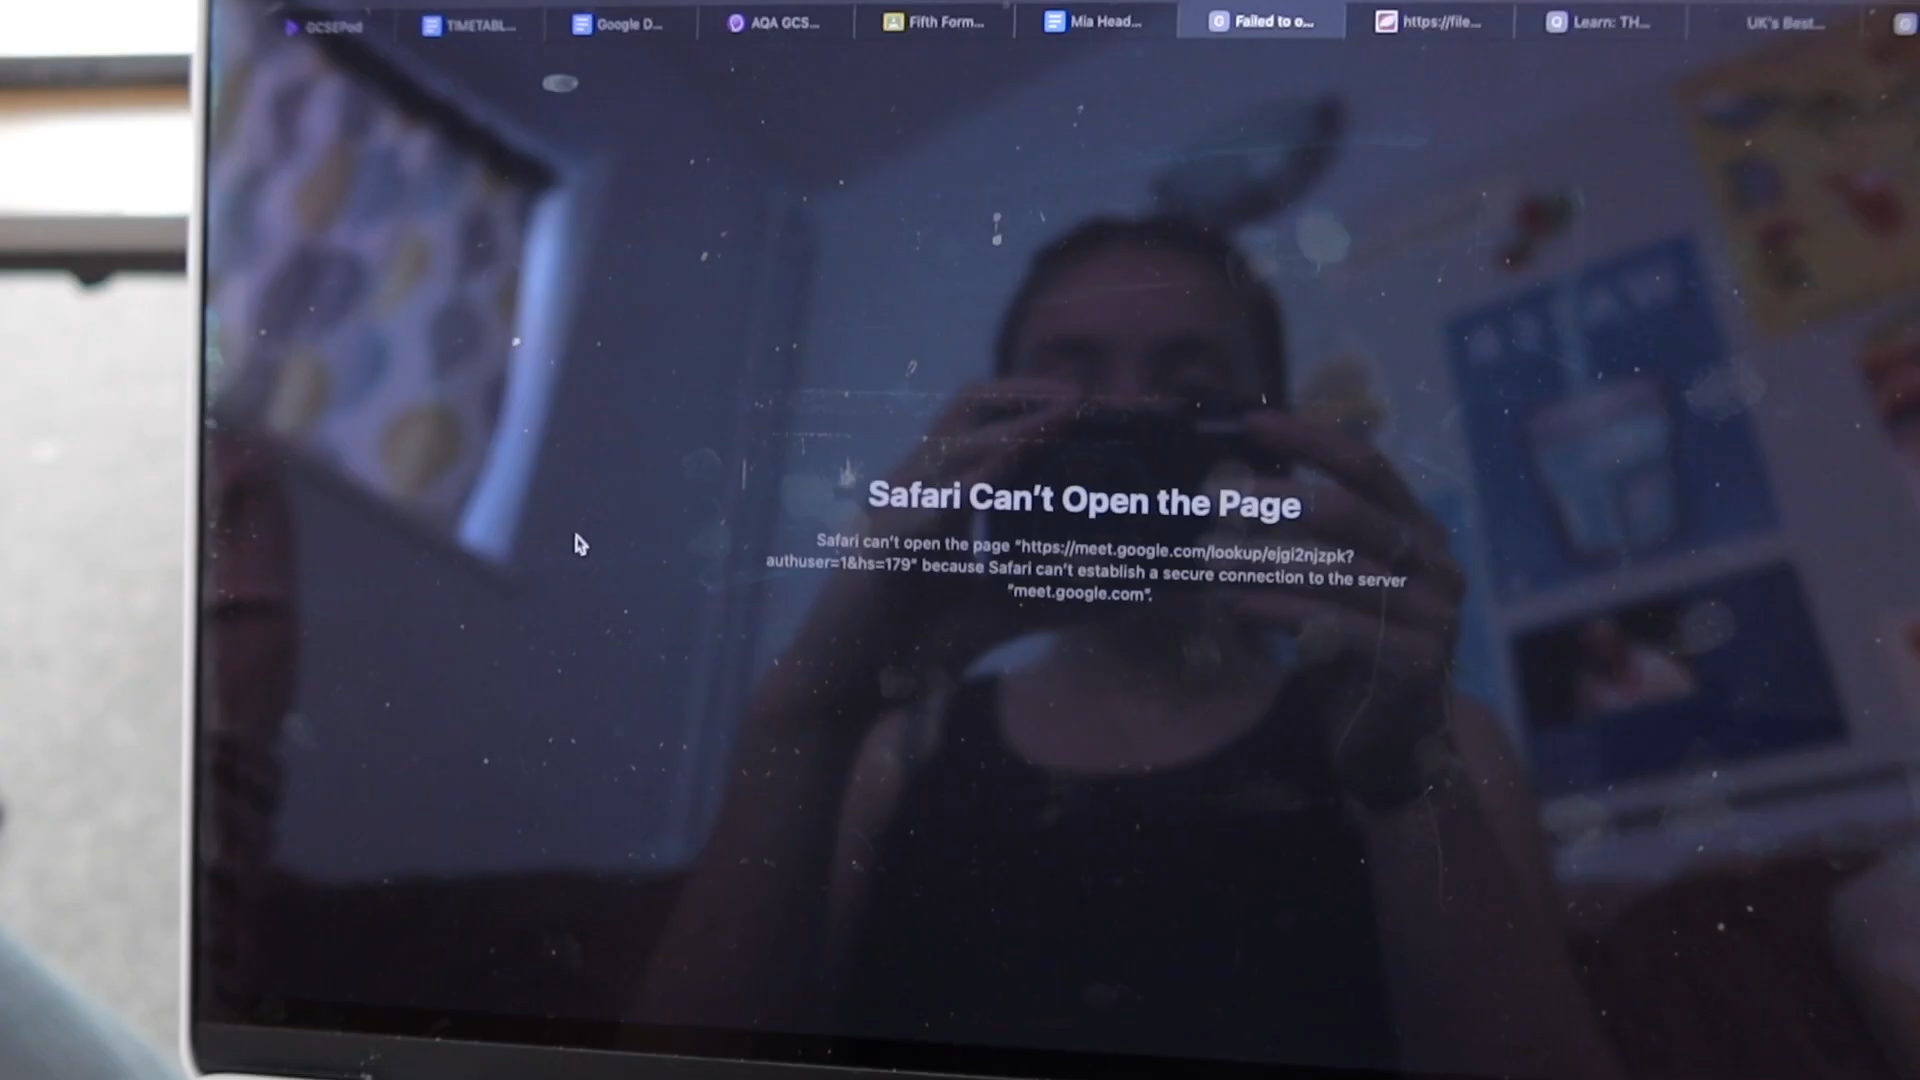 GCSEPod TIMETABL... Google D... AQA GCS... Fifth Form... Mia Head... Failed to o... https://file... Learn: TH... UK's Best...
Safari Can't Open the Page
Safari can't open the page "https://meet.google.com/lookup/ejgi2njzpk?
authuser=1&hs=179" because Safari can't establish a secure connection to the server
"meet.google.com".